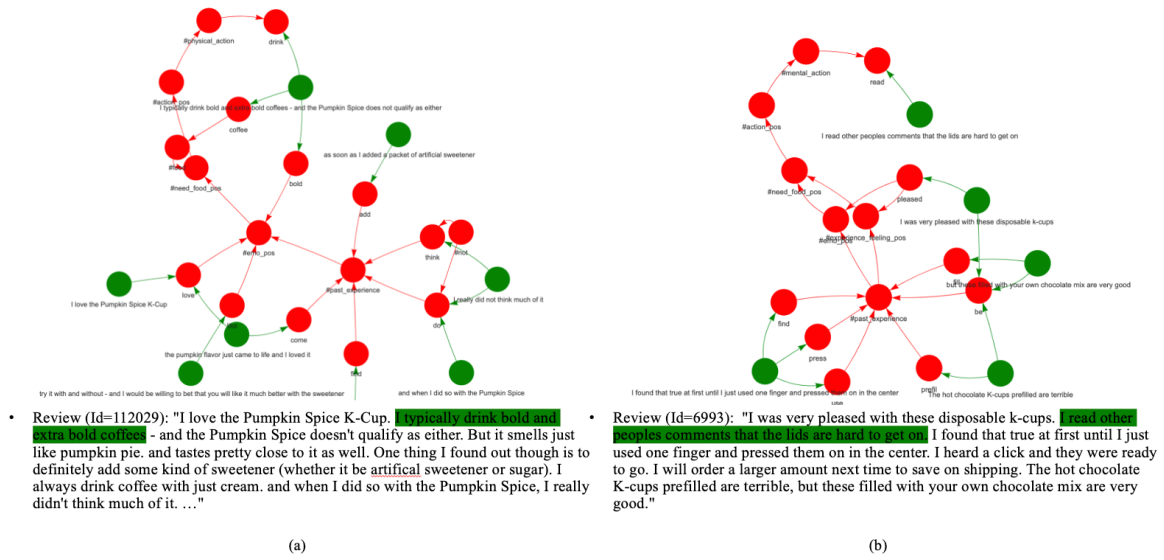 #physical_action
drink
#action_pos
I typically drink bold and extra bold coffees - and the Pumpkin Spice does not qualify as either
coffee
#need_food_pos
bold
as soon as I added a packet of artificial sweetener
add
#emo_pos
think
#not
love
#past_experience
I really did not think much of it
I love the Pumpkin Spice K-Cup
do
come
the pumpkin flavor just came to life and I loved it
find
try it with and without - and I would be willing to bet that you will like it much better with the sweetener
and when I did so with the Pumpkin Spice
#mental_action
read
#action_pos
I read other peoples comments that the lids are hard to get on
#need_food_pos
pleased
I was very pleased with these disposable k-cups
#emo_pos
#experience_feeling_pos
fill
but these filled with your own chocolate mix are very good
find
#past_experience
be
press
prefil
I found that true at first until I just used one finger and pressed them on in the center
The hot chocolate K-cups prefilled are terrible
use
• Review (Id=112029): "I love the Pumpkin Spice K-Cup. I typically drink bold and
extra bold coffees - and the Pumpkin Spice doesn't qualify as either. But it smells just
like pumpkin pie. and tastes pretty close to it as well. One thing I found out though is to
definitely add some kind of sweetener (whether it be artifical sweetener or sugar). I
always drink coffee with just cream. and when I did so with the Pumpkin Spice, I really
didn't think much of it. …"
(a)
• Review (Id=6993): "I was very pleased with these disposable k-cups. I read other
peoples comments that the lids are hard to get on. I found that true at first until I just
used one finger and pressed them on in the center. I heard a click and they were ready
to go. I will order a larger amount next time to save on shipping. The hot chocolate
K-cups prefilled are terrible, but these filled with your own chocolate mix are very
good."
(b)